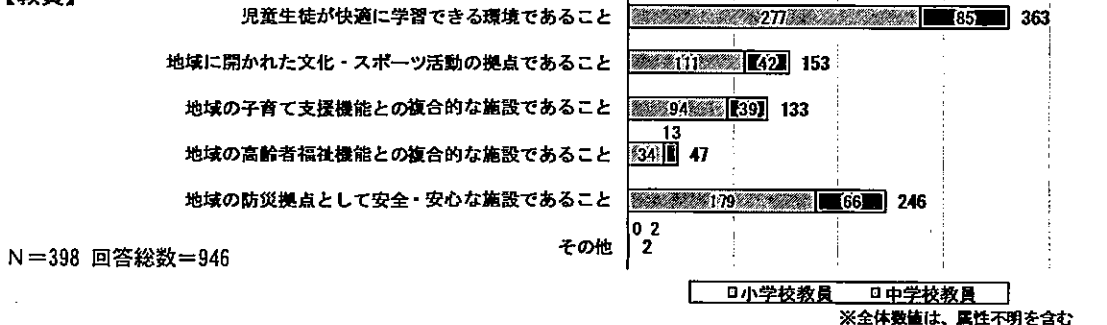 【教員】
児童生徒が快適に学習できる環境であること 277 85 363
地域に開かれた文化・スポーツ活動の拠点であること 111 42 153
地域の子育て支援機能との複合的な施設であること 94 39 133
13
地域の高齢者福祉機能との複合的な施設であること 34 47
地域の防災拠点として安全・安心な施設であること 179 66 246
0 2
その他 2
N=398 回答総数=946
小学校教員 中学校教員
※全体数値は、属性不明を含む